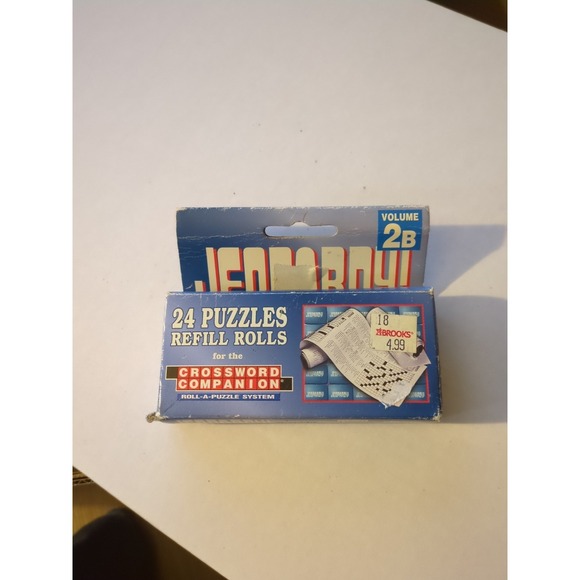 VOLUME
2B
JEOPARDY!
24 PUZZLES
REFILL ROLLS
for the
CROSSWORD
COMPANION®
ROLL-A-PUZZLE SYSTEM
18
BROOKS
4.99